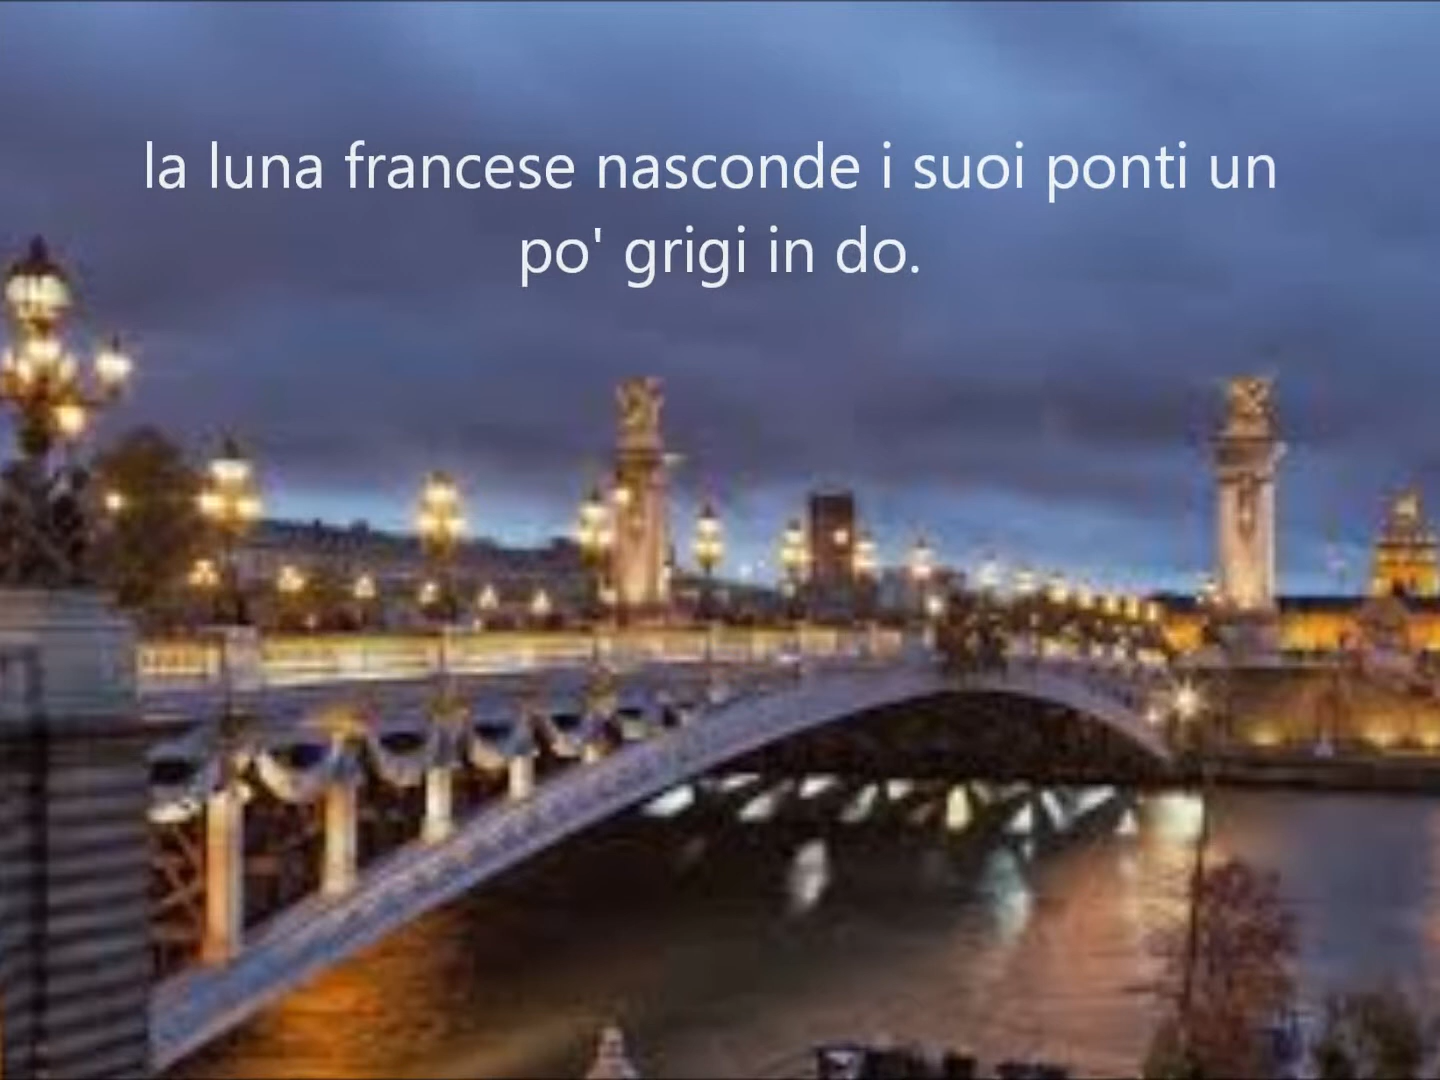 la luna francese nasconde i suoi ponti un
po' grigi in do.